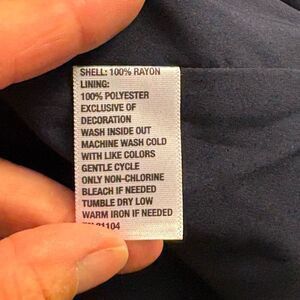 SHELL: 100% RAYON
LINING:
100% POLYESTER
EXCLUSIVE OF
DECORATION
WASH INSIDE OUT
MACHINE WASH COLD
WITH LIKE COLORS
GENTLE CYCLE
ONLY NON-CHLORINE
BLEACH IF NEEDED
TUMBLE DRY LOW
WARM IRON IF NEEDED